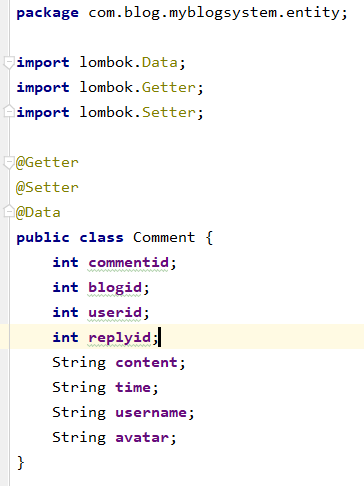 package com.blog.myblogsystem.entity;
import lombok.Data;
import lombok.Getter;
import lombok.Setter;
@Getter
@Setter
@Data
public class Comment {
    int commentid;
    int blogid;
    int userid;
    int replyid;
    String content;
    String time;
    String username;
    String avatar;
}